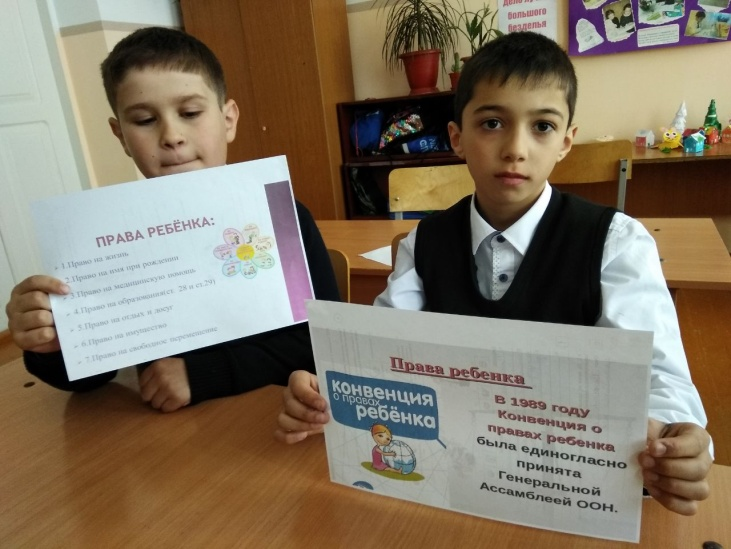 большого
безделья
ПРАВА РЕБЁНКА:
1.Право на жизнь
2.Право на имя при рождении
3.Право на медицинскую помощь
4.Право на образование(ст 28 и ст.29)
5.Право на отдых и досуг
6.Право на имущество
7.Право на свободное перемещение
Права ребенка
КОНВЕНЦИЯ
о правах
ребёнка
В 1989 году
Конвенция о
правах ребенка
была единогласно
принята
Генеральной
Ассамблеей ООН.